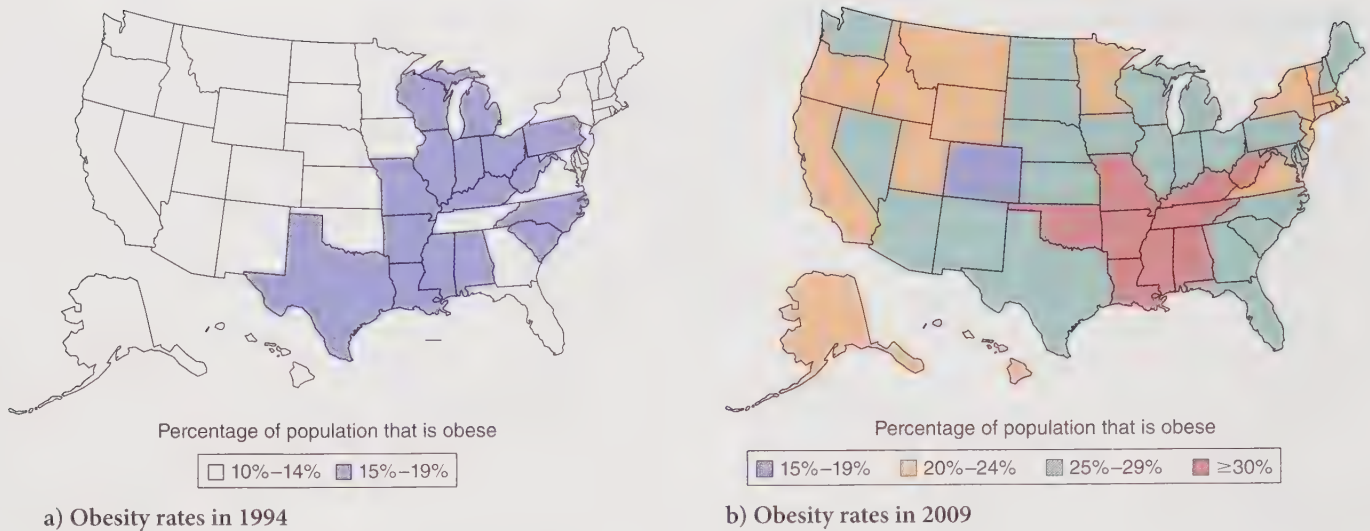 Percentage of population that is obese
10%–14% 15%–19%
a) Obesity rates in 1994
Percentage of population that is obese
15%–19% 20%–24% 25%–29% ≥30%
b) Obesity rates in 2009